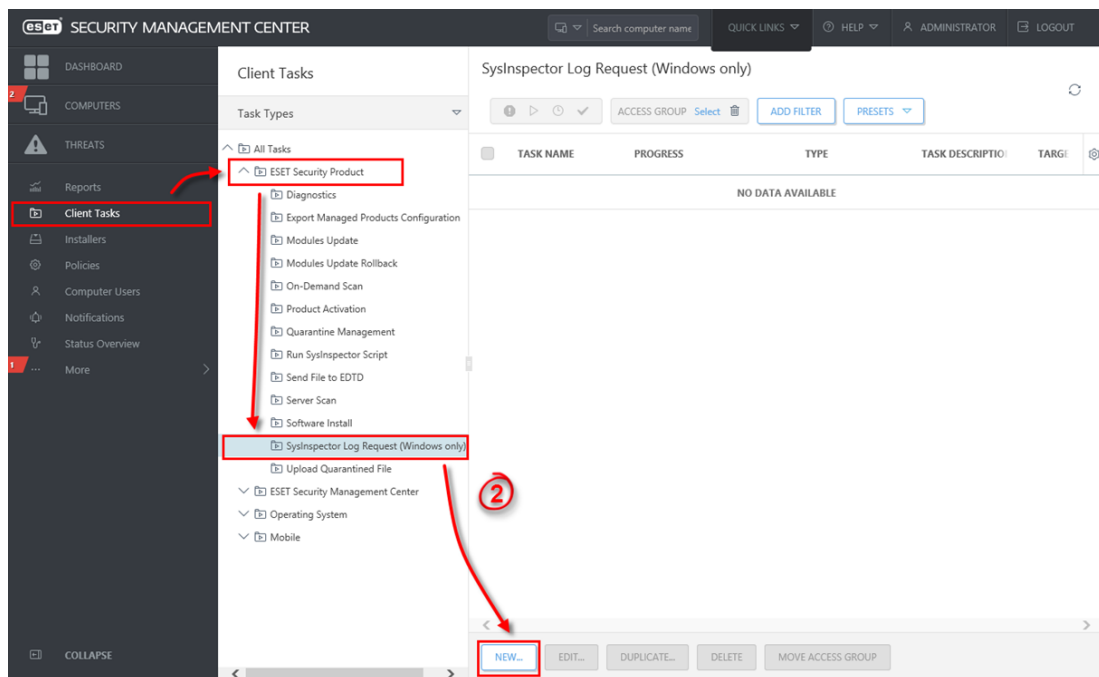 eset SECURITY MANAGEMENT CENTER
Search computer name
QUICK LINKS
HELP
ADMINISTRATOR
LOGOUT
DASHBOARD
2
COMPUTERS
THREATS
Reports
Client Tasks
Installers
Policies
Computer Users
Notifications
Status Overview
1
More
COLLAPSE
Client Tasks
Task Types
All Tasks
ESET Security Product
Diagnostics
Export Managed Products Configuration
Modules Update
Modules Update Rollback
On-Demand Scan
Product Activation
Quarantine Management
Run SysInspector Script
Send File to EDTD
Server Scan
Software Install
SysInspector Log Request (Windows only)
Upload Quarantined File
ESET Security Management Center
Operating System
Mobile
SysInspector Log Request (Windows only)
ACCESS GROUP Select
ADD FILTER
PRESETS
TASK NAME PROGRESS TYPE TASK DESCRIPTIO TARGE
NO DATA AVAILABLE
2
NEW... EDIT... DUPLICATE... DELETE MOVE ACCESS GROUP